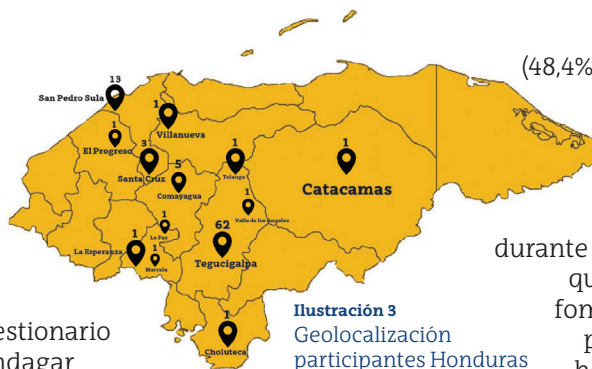 (48,4%
13
San Pedro Sula
1
Villanueva
1
El Progreso
3
Santa Cruz
5
Comayagua
1
Talanga
1
Catacamas
1
Valle de los Angeles
1
La Paz
1
La Esperanza
1
Marcala
62
Tegucigalpa
1
Choluteca
durante
qu
fon
p
h
Ilustración 3
Geolocalización
participantes Honduras
estionario
ndagar